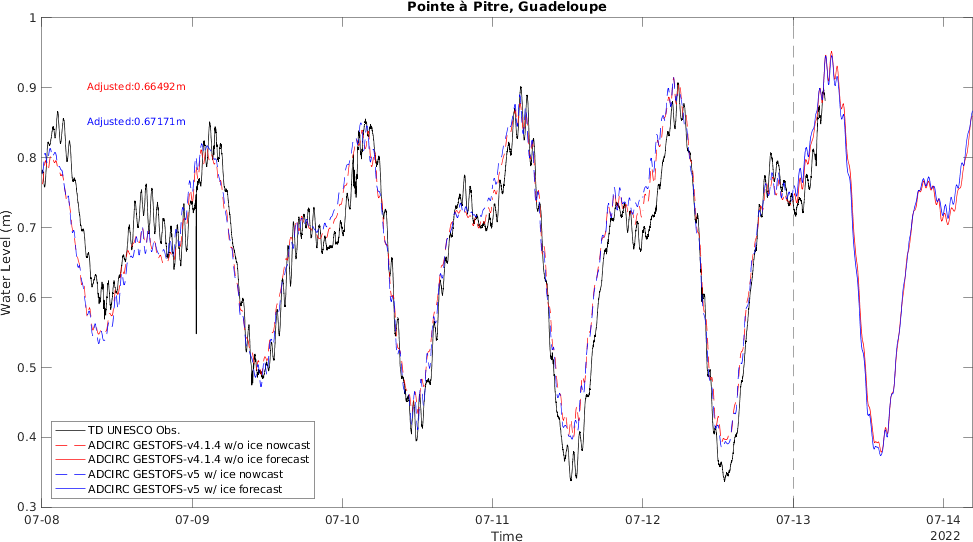 Pointe à Pitre, Guadeloupe
1
0.9
0.8
0.7
0.6
0.5
0.4
0.3
Water Level (m)
Adjusted:0.66492m
Adjusted:0.67171m
TD UNESCO Obs.
ADCIRC GESTOFS-v4.1.4 w/o ice nowcast
ADCIRC GESTOFS-v4.1.4 w/o ice forecast
ADCIRC GESTOFS-v5 w/ ice nowcast
ADCIRC GESTOFS-v5 w/ ice forecast
07-08 07-09 07-10 07-11 07-12 07-13 07-14
Time
2022